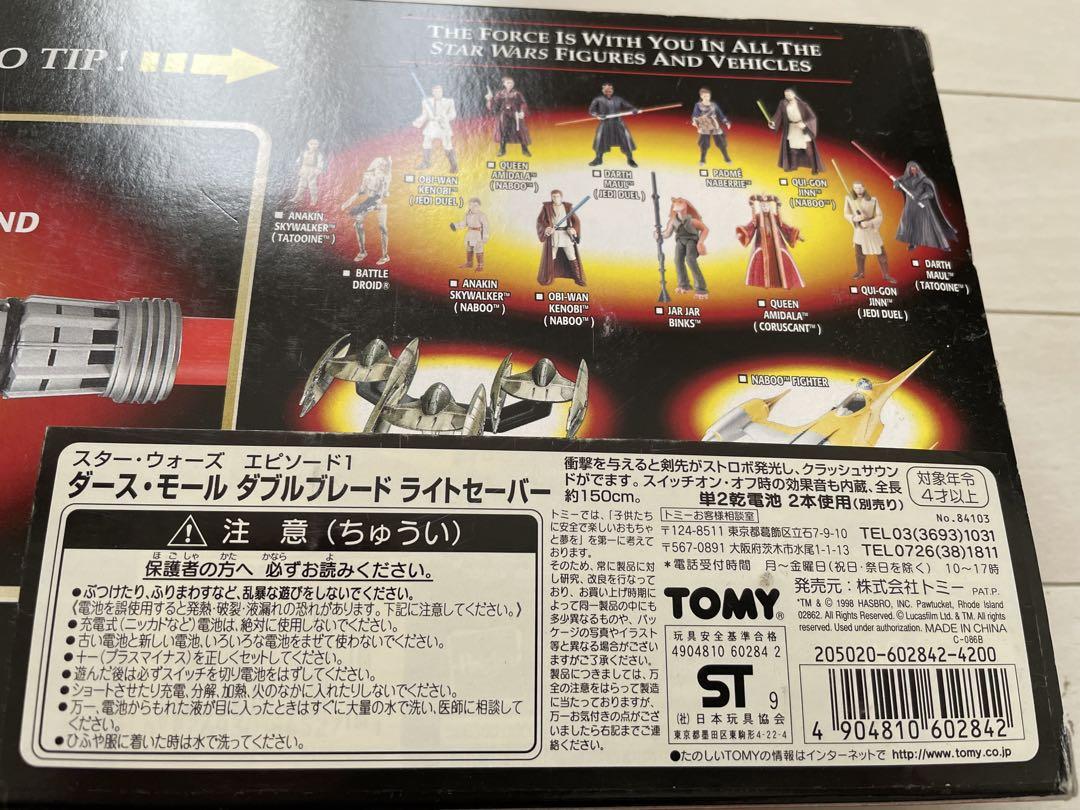 O TIP !
THE FORCE IS WITH YOU IN ALL THE
STAR WARS FIGURES AND VEHICLES
ND
■ ANAKIN
SKYWALKER™
(TATOOINE™)
■ BATTLE
DROID®
■ OBI-WAN
KENOBI™
(JEDI DUEL)
■ QUEEN
AMIDALA™
(NABOO™)
■ DARTH
MAUL™
(JEDI DUEL)
■ PADMÉ
NABERRIE™
■ QUI-GON
JINN™
(NABOO™)
■ ANAKIN
SKYWALKER™
(NABOO™)
■ OBI-WAN
KENOBI™
(NABOO™)
■ JAR JAR
BINKS™
■ QUEEN
AMIDALA™
(CORUSCANT™)
■ QUI-GON
JINN™
(JEDI DUEL)
■ DARTH
MAUL™
(TATOOINE™)
■ NABOO™ FIGHTER
スター・ウォーズ エピソード1
ダース・モール ダブルブレード ライトセーバー
注 意 (ちゅうい)
ほごしゃ かた かなら よ
保護者の方へ 必ずお読みください。
●ぶつけたり、ふりまわすなど、乱暴な遊びをしないでください。
《電池を誤使用すると発熱・破裂・液漏れの恐れがあります。下記に注意してください。》
●充電式(ニッカドなど)電池は、絶対に使用しないでください。
●古い電池と新しい電池、いろいろな電池をまぜて使わないでください。
●+-(プラスマイナス)を正しくセットしてください。
●遊んだ後は必ずスイッチを切り電池をはずしてください。
●ショートさせたり充電、分解、加熱、火のなかに入れたりしないでください。
●万一、電池からもれた液が目に入ったときはすぐに大量の水で洗い、医師に相談して
ください。
●ひふや服に着いた時は水で洗ってください。
衝撃を与えると剣先がストロボ発光し、クラッシュサウン
ドがでます。スイッチオン・オフ時の効果音も内蔵、全長
約150cm。
単2乾電池 2本使用(別売り)
対象年令
4才以上
No.84103
トミーでは、「子供たち
に安全で楽しいおもちゃ
と夢を」を第一に考えて
おります。
そのため、常に製品に対
し研究、改良を行なって
おり、お買い上げ時期に
よって同一製品の中にも
多少異なるものや、パッ
ケージの写真やイラスト
等と異なる場合がござい
ますがご了承ください。
製品につきましては、万
全の注意をはらって製造
に当たっておりますが、
万一お気付きの点がござ
いましたら右記までご連
絡ください。
トミーお客様相談室
〒124-8511 東京都葛飾区立石7-9-10 TEL03(3693)1031
〒567-0891 大阪府茨木市水尾1-1-13 TEL0726(38)1811
*電話受付時間 月〜金曜日(祝日・祭日を除く) 10〜17時
TOMY
発売元:株式会社トミー PAT.P.
™ & © 1998 HASBRO, INC. Pawtucket, Rhode Island
02862. All Rights Reserved. ©Lucasfilm Ltd. & TM. All rights
reserved. Used under authorization. MADE IN CHINA
C-086B
玩具安全基準合格
4904810 60284 2
ST 9
(社)日本玩具協会
東京都墨田区東駒形4-22-4
205020-602842-4200
4 904810 602842
●たのしいTOMYの情報はインターネットで http://www.tomy.co.jp